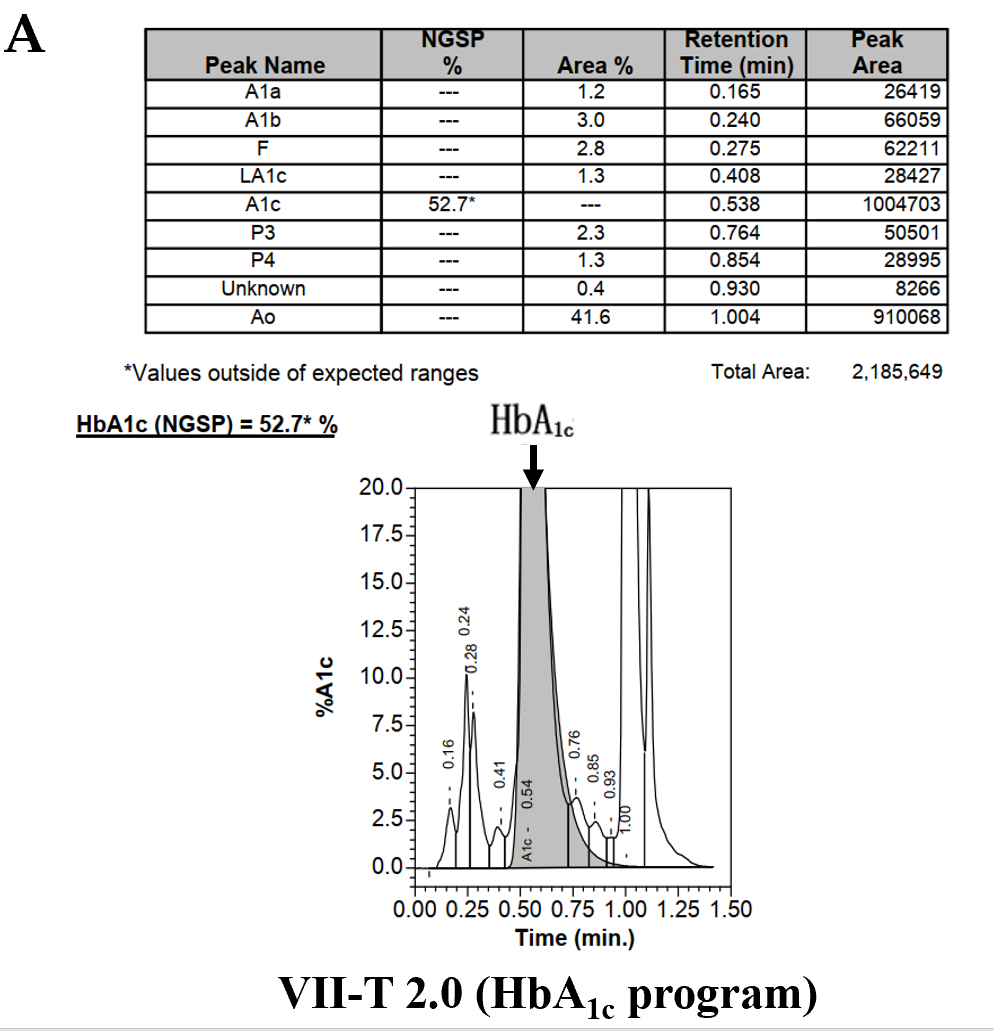 A
Peak Name NGSP % Area % Retention Time (min) Peak Area
A1a --- 1.2 0.165 26419
A1b --- 3.0 0.240 66059
F --- 2.8 0.275 62211
LA1c --- 1.3 0.408 28427
A1c 52.7* --- 0.538 1004703
P3 --- 2.3 0.764 50501
P4 --- 1.3 0.854 28995
Unknown --- 0.4 0.930 8266
Ao --- 41.6 1.004 910068
*Values outside of expected ranges Total Area: 2,185,649
HbA1c (NGSP) = 52.7* %
HbA1c
20.0
17.5
15.0
12.5
10.0
7.5
5.0
2.5
0.0
%A1c
0.16
0.24
0.28
0.41
A1c - 0.54
0.76
0.85
0.93
1.00
0.00 0.25 0.50 0.75 1.00 1.25 1.50
Time (min.)
VII-T 2.0 (HbA1c program)